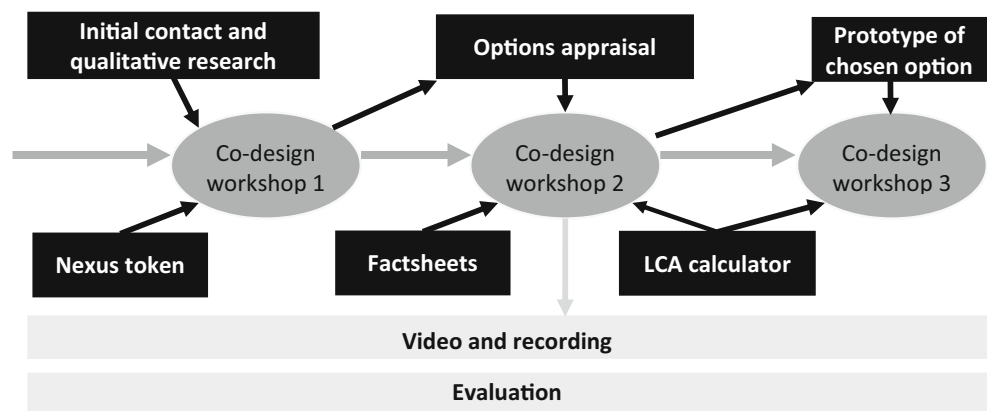 Initial contact and
qualitative research
Options appraisal
Prototype of
chosen option
Co-design
workshop 1
Co-design
workshop 2
Co-design
workshop 3
Nexus token
Factsheets
LCA calculator
Video and recording
Evaluation